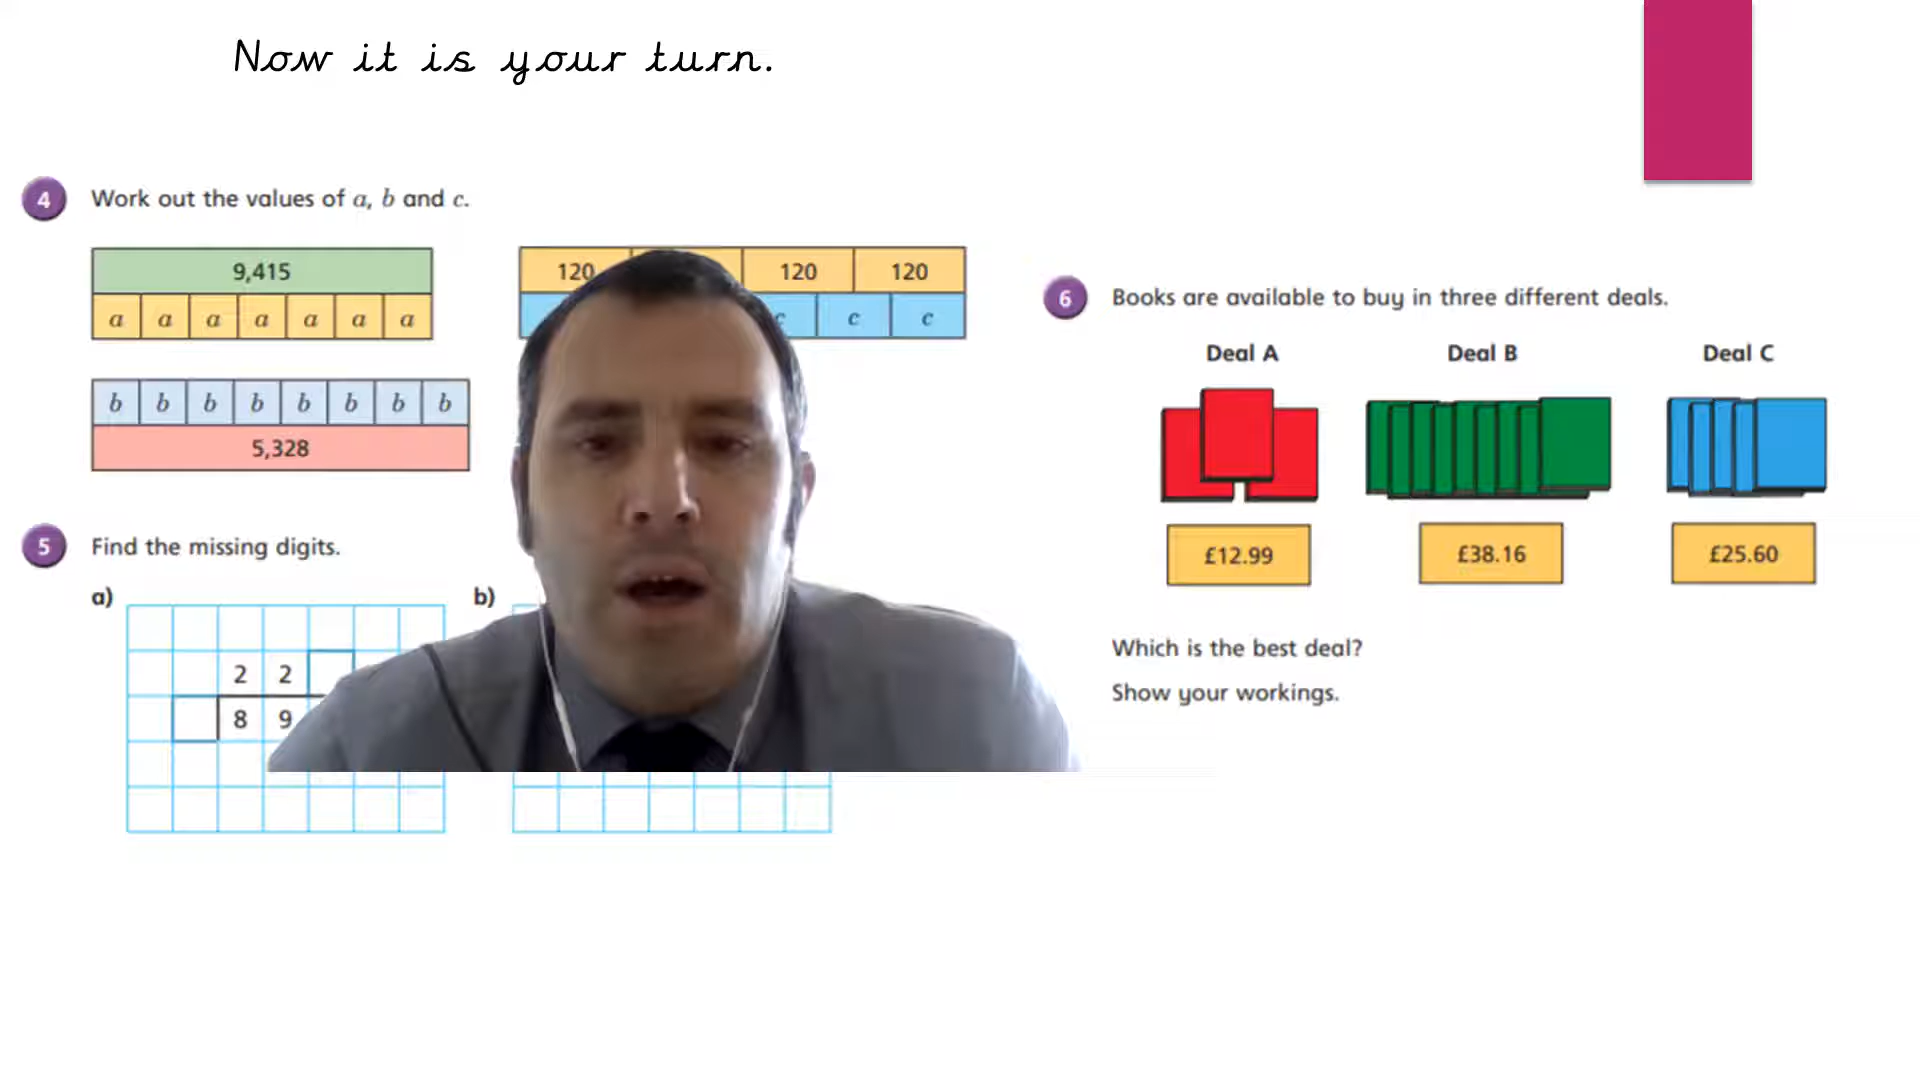 Now it is your turn.
4 Work out the values of a, b and c.
9,415
a a a a a a a
120 120 120
c c c
b b b b b b b b
5,328
5 Find the missing digits.
a) b)
2 2
8 9
6 Books are available to buy in three different deals.
Deal A Deal B Deal C
£12.99 £38.16 £25.60
Which is the best deal?
Show your workings.